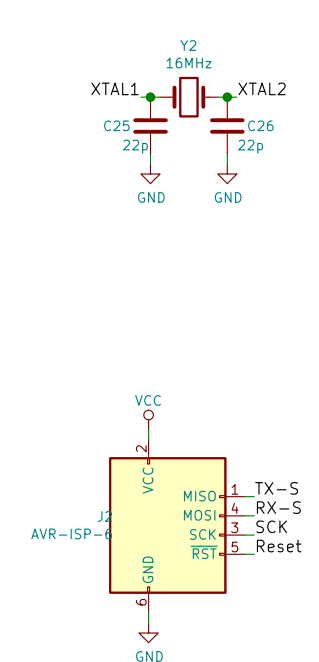 Y2
16MHz
XTAL1
XTAL2
C25
C26
22p
22p
GND
GND
VCC
2
VCC
J2
AVR-ISP-6
MISO
1
TX-S
MOSI
4
RX-S
SCK
3
SCK
RST
5
Reset
GND
6
GND